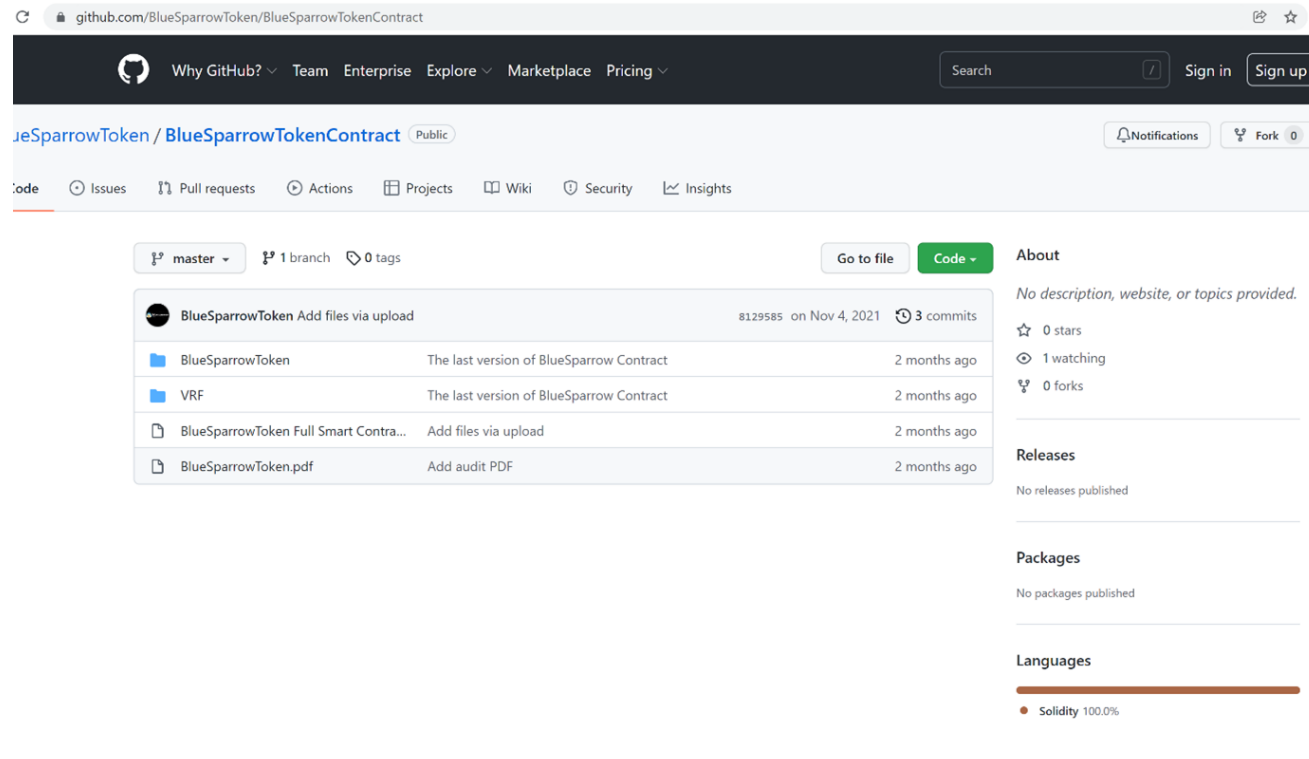 github.com/BlueSparrowToken/BlueSparrowTokenContract
Why GitHub? Team Enterprise Explore Marketplace Pricing Search / Sign in Sign up
ueSparrowToken / BlueSparrowTokenContract Public Notifications Fork 0
ode Issues Pull requests Actions Projects Wiki Security Insights
master 1 branch 0 tags Go to file Code
BlueSparrowToken Add files via upload 8129585 on Nov 4, 2021 3 commits
BlueSparrowToken The last version of BlueSparrow Contract 2 months ago
VRF The last version of BlueSparrow Contract 2 months ago
BlueSparrowToken Full Smart Contra... Add files via upload 2 months ago
BlueSparrowToken.pdf Add audit PDF 2 months ago
About
No description, website, or topics provided.
0 stars
1 watching
0 forks
Releases
No releases published
Packages
No packages published
Languages
Solidity 100.0%